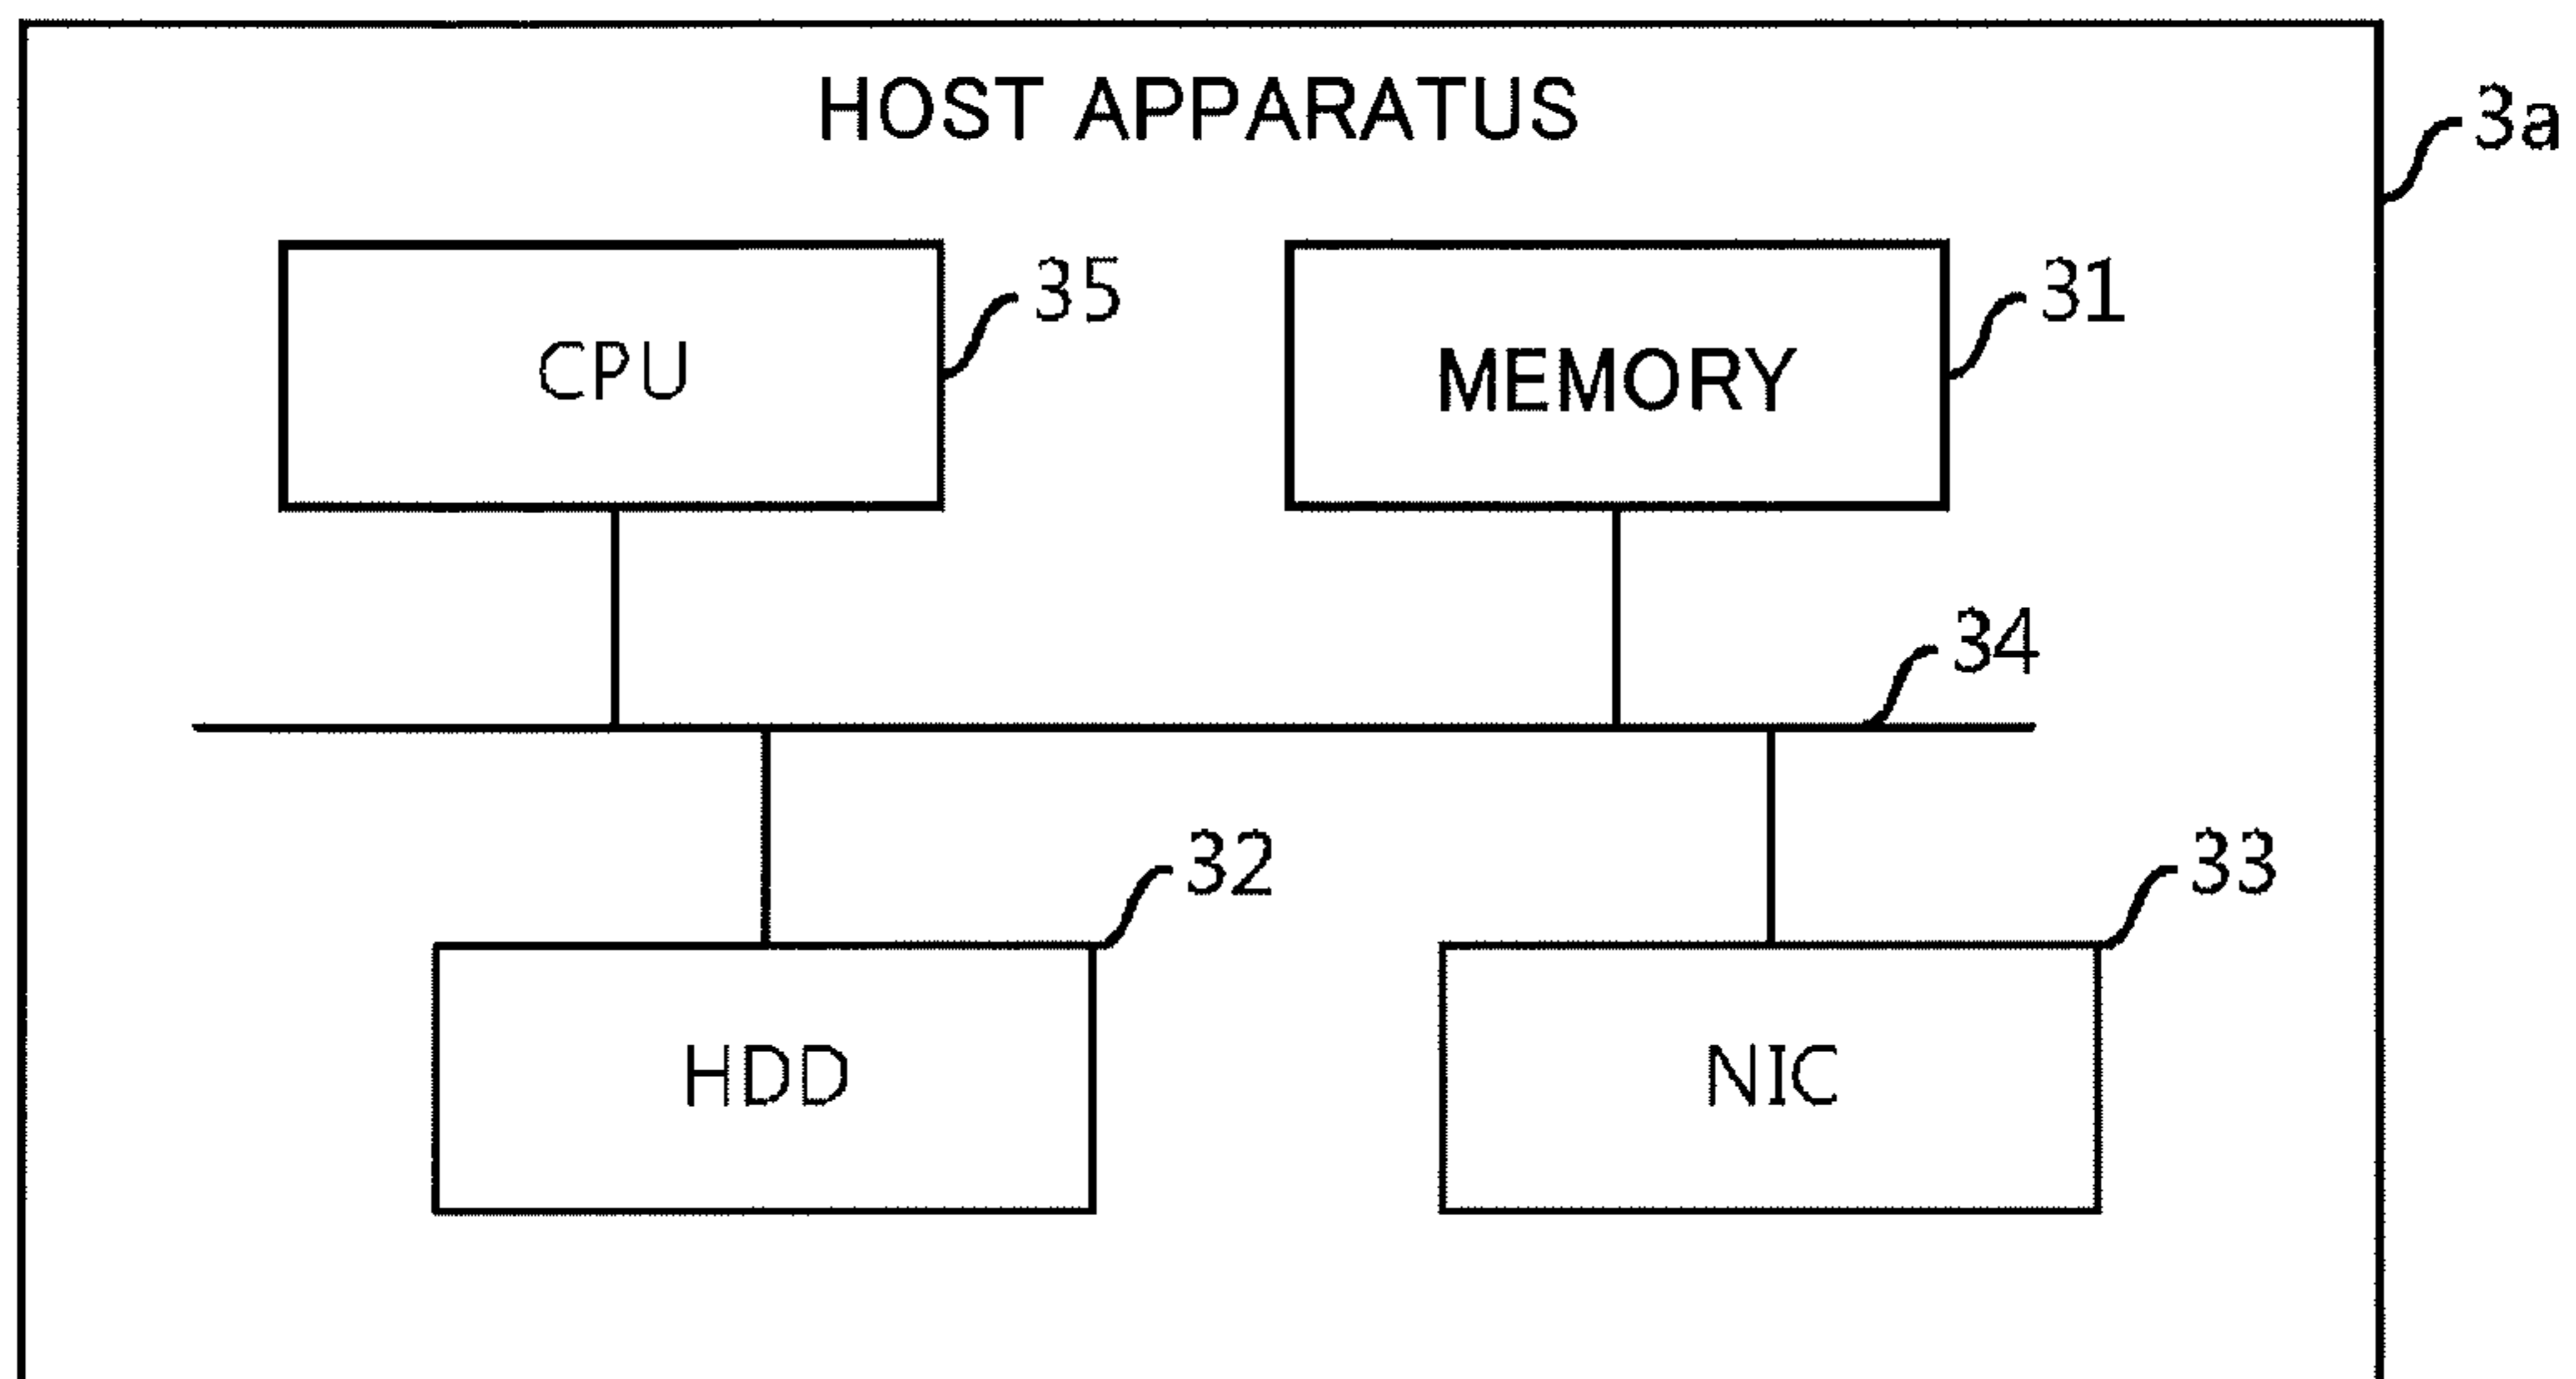 HOST APPARATUS
3a
35
31
CPU
MEMORY
34
32
33
HDD
NIC